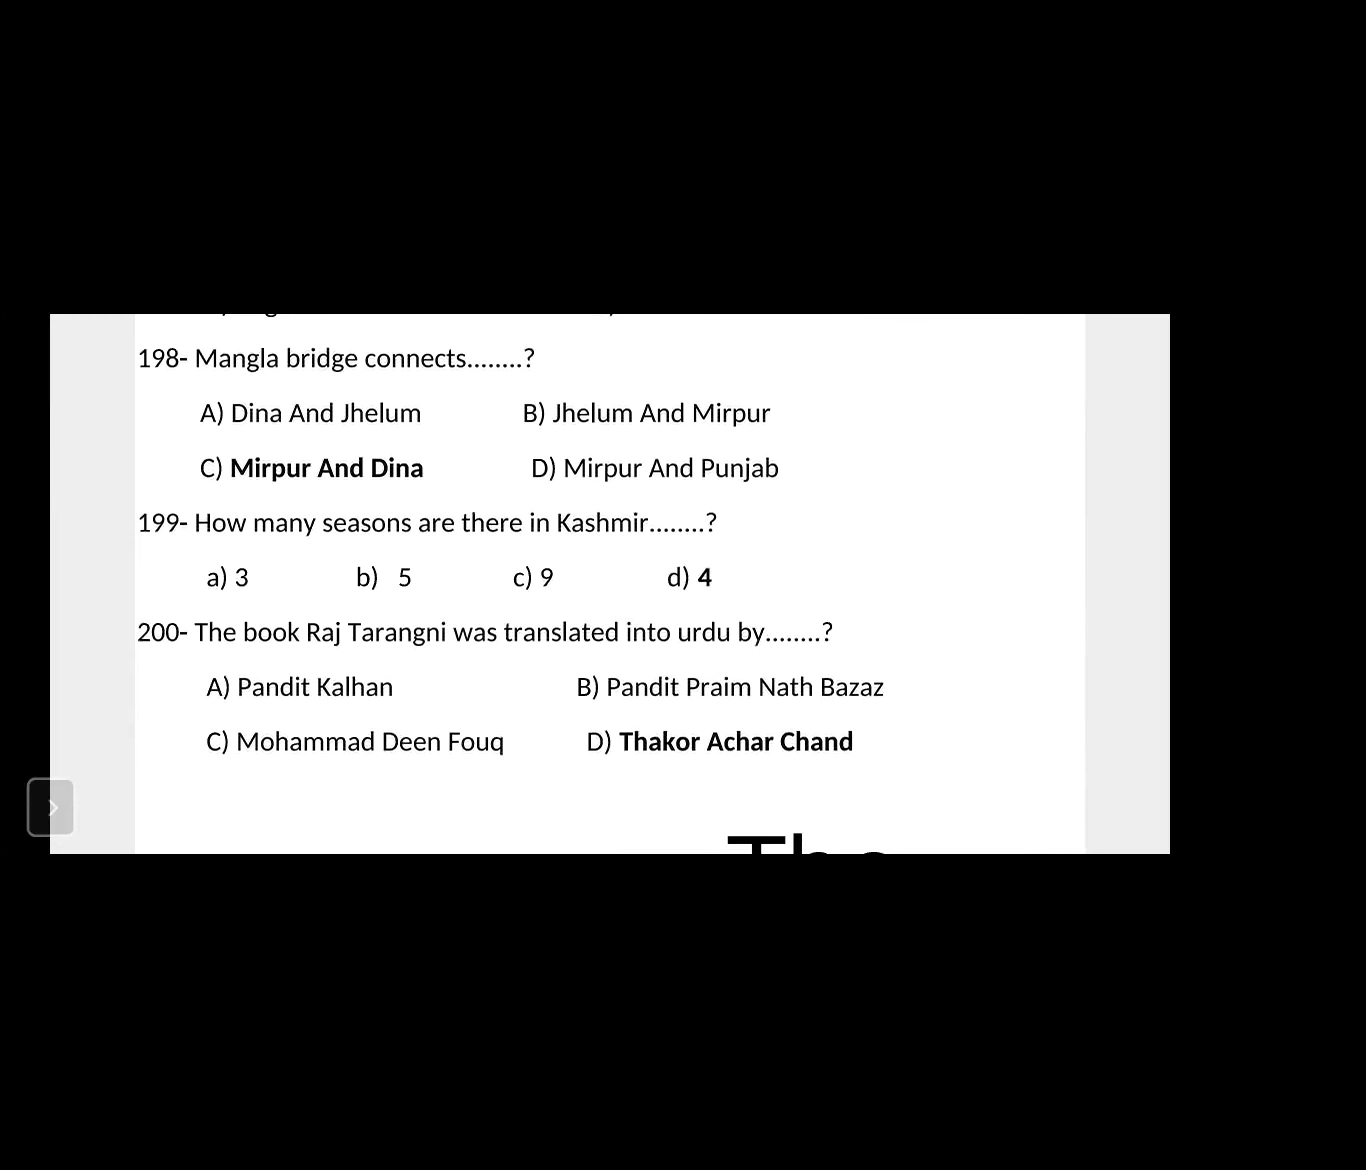 198- Mangla bridge connects........?
A) Dina And Jhelum B) Jhelum And Mirpur
C) Mirpur And Dina D) Mirpur And Punjab
199- How many seasons are there in Kashmir........?
a) 3 b) 5 c) 9 d) 4
200- The book Raj Tarangni was translated into urdu by........?
A) Pandit Kalhan B) Pandit Praim Nath Bazaz
C) Mohammad Deen Fouq D) Thakor Achar Chand